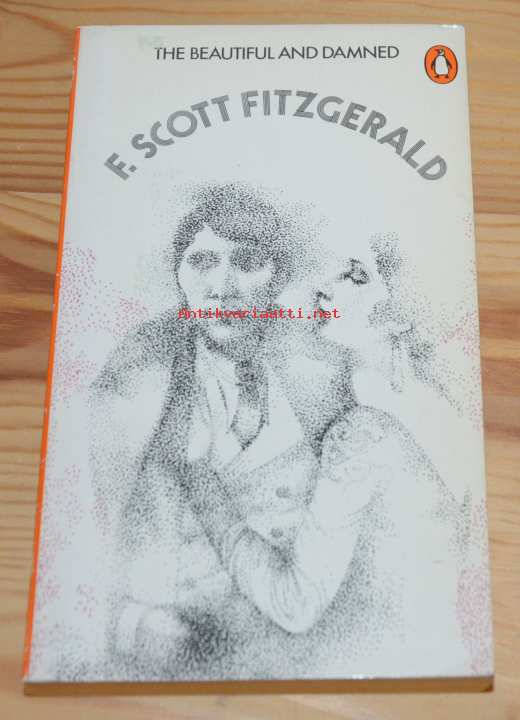 THE BEAUTIFUL AND DAMNED
F. SCOTT FITZGERALD
Antikvariaatti.net